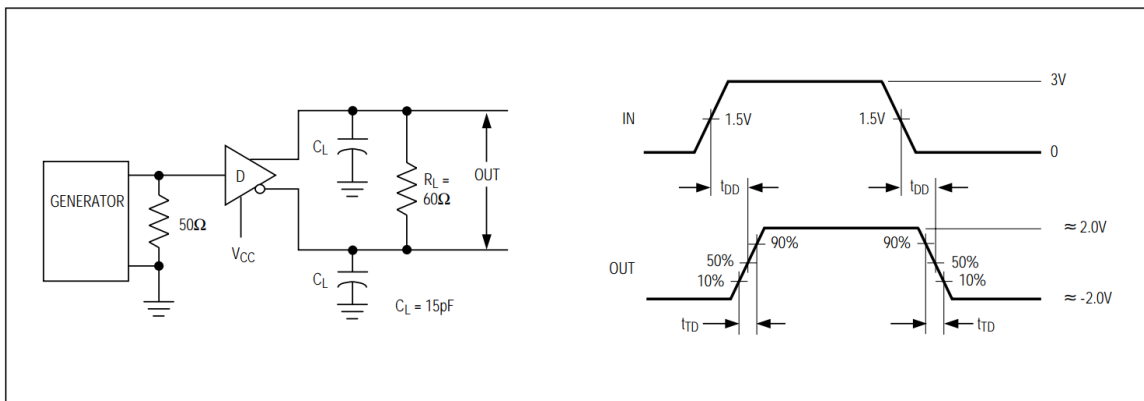 GENERATOR
50Ω
D
VCC
CL
CL
CL = 15pF
RL =
60Ω
OUT
IN
1.5V
1.5V
3V
0
tDD
tDD
OUT
90%
50%
10%
90%
50%
10%
≈ 2.0V
≈ -2.0V
tTD
tTD